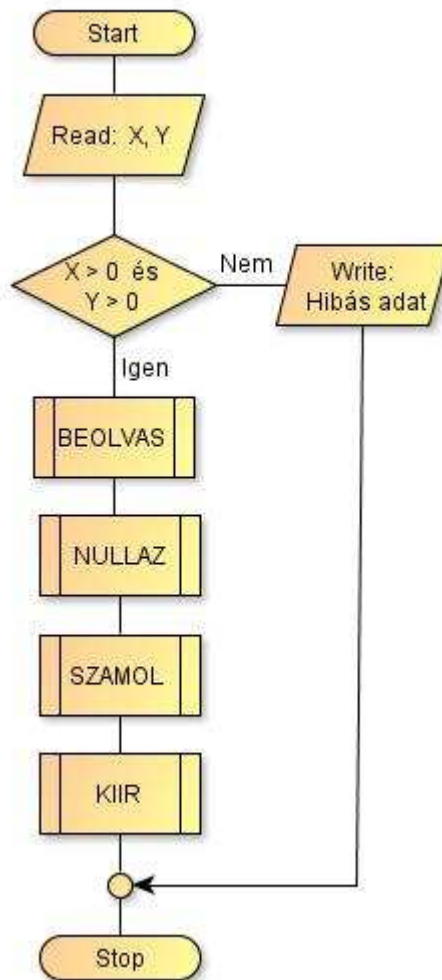 Start
Read: X, Y
X > 0 és
Y > 0
Nem
Write:
Hibás adat
Igen
BEOLVAS
NULLAZ
SZAMOL
KIIR
Stop